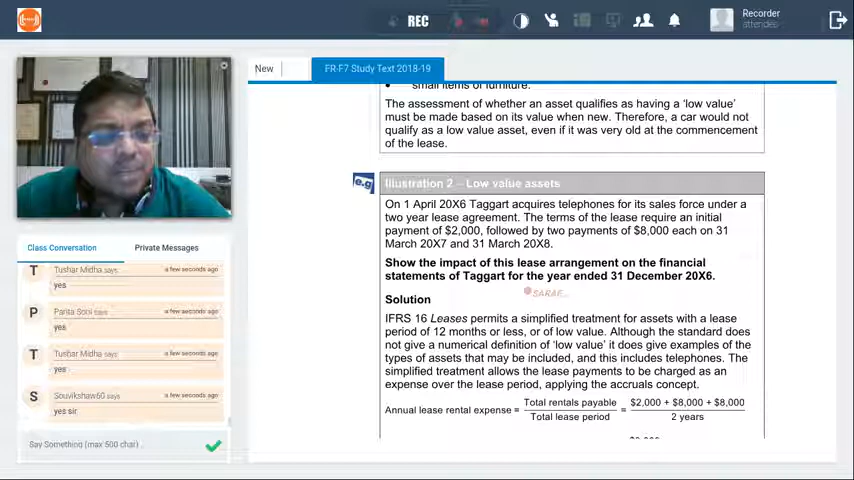 REC
Recorder
attendee
New
FR-F7 Study Text 2018-19
small items of furniture.
The assessment of whether an asset qualifies as having a ‘low value’
must be made based on its value when new. Therefore, a car would not
qualify as a low value asset, even if it was very old at the commencement
of the lease.
e.g
Illustration 2 – Low value assets
On 1 April 20X6 Taggart acquires telephones for its sales force under a
two year lease agreement. The terms of the lease require an initial
payment of $2,000, followed by two payments of $8,000 each on 31
March 20X7 and 31 March 20X8.
Show the impact of this lease arrangement on the financial
statements of Taggart for the year ended 31 December 20X6.
SARAF...
Solution
IFRS 16 Leases permits a simplified treatment for assets with a lease
period of 12 months or less, or of low value. Although the standard does
not give a numerical definition of ‘low value’ it does give examples of the
types of assets that may be included, and this includes telephones. The
simplified treatment allows the lease payments to be charged as an
expense over the lease period, applying the accruals concept.
Annual lease rental expense = Total rentals payable / Total lease period = $2,000 + $8,000 + $8,000 / 2 years
Class Conversation
Private Messages
T Tushar Midha says a few seconds ago
yes
P Parita Soni says a few seconds ago
yes
T Tushar Midha says a few seconds ago
yes
S Souvikshaw60 says a few seconds ago
yes sir
Say Something (max 500 char)